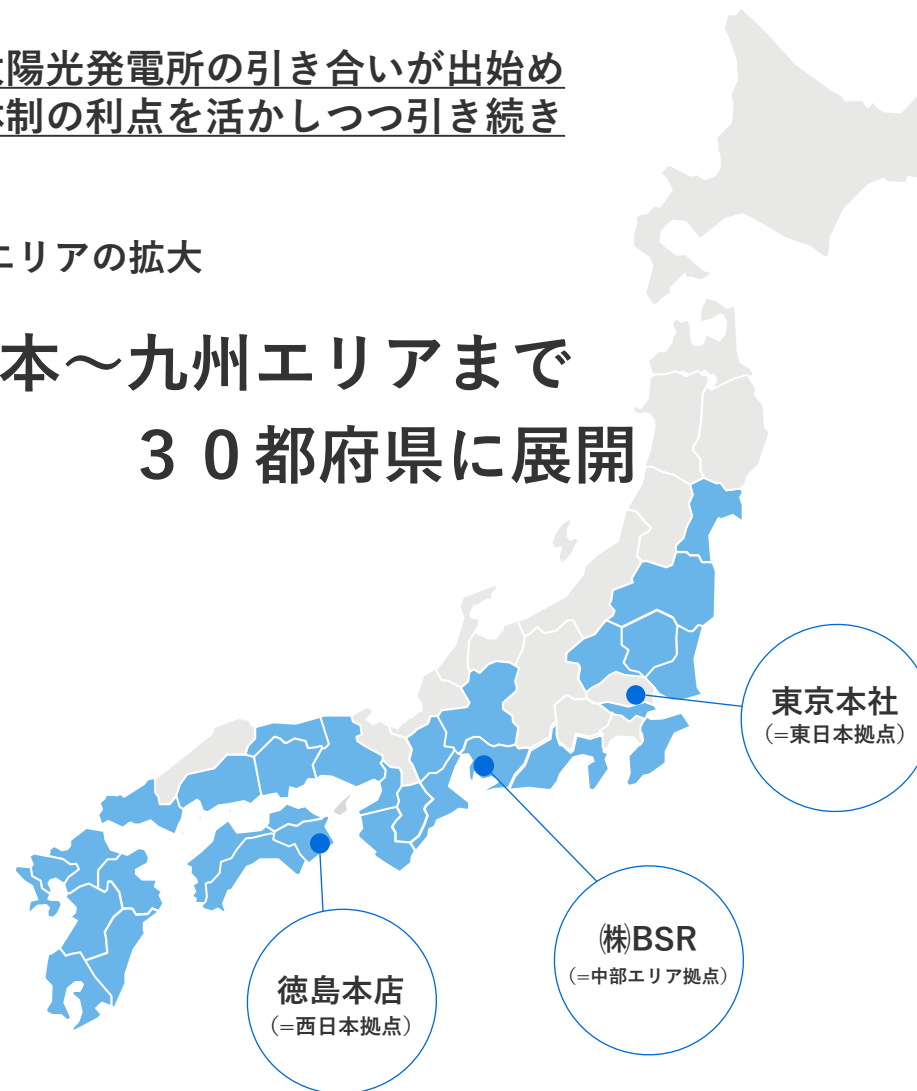 陽光発電所の引き合いが出始め
制の利点を活かしつつ引き続き
エリアの拡大
本～九州エリアまで
３０都府県に展開
東京本社
(=東日本拠点)
㈱BSR
(=中部エリア拠点)
徳島本店
(=西日本拠点)